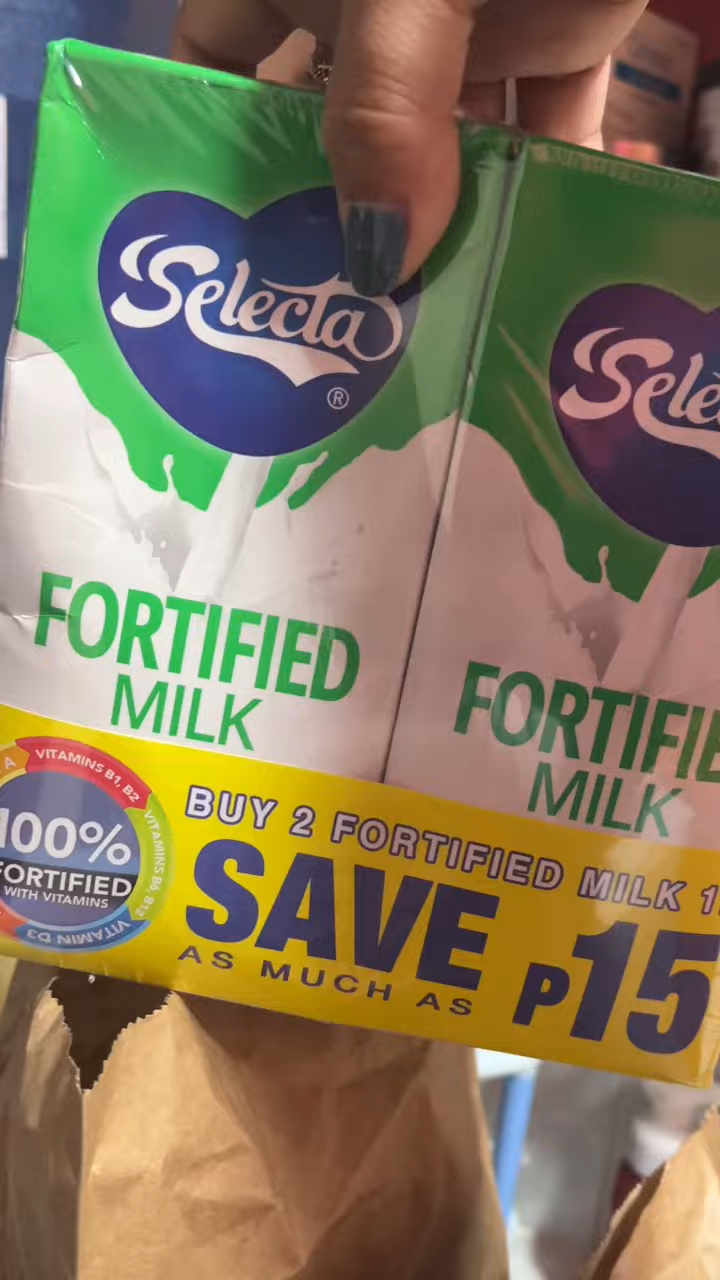 Selecta
®
FORTIFIED
MILK
Sele
FORTIFIE
MILK
A VITAMINS B1, B2
VITAMINS B6, B12
VITAMIN D3
100%
FORTIFIED
WITH VITAMINS
BUY 2 FORTIFIED MILK 1
SAVE
AS MUCH AS
P15